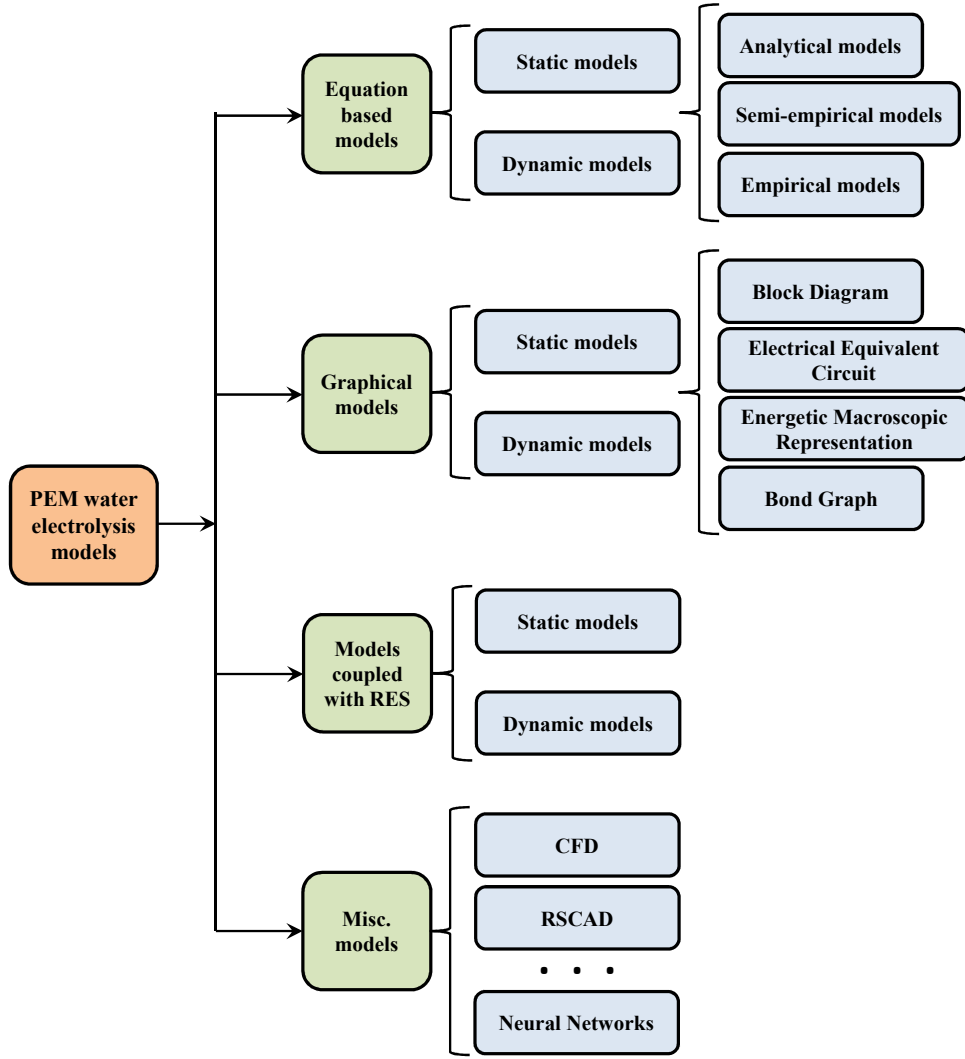 PEM water
electrolysis
models
Equation
based
models
Static models
Dynamic models
Analytical models
Semi-empirical models
Empirical models
Graphical
models
Static models
Dynamic models
Block Diagram
Electrical Equivalent
Circuit
Energetic Macroscopic
Representation
Bond Graph
Models
coupled
with RES
Static models
Dynamic models
Misc.
models
CFD
RSCAD
. . .
Neural Networks